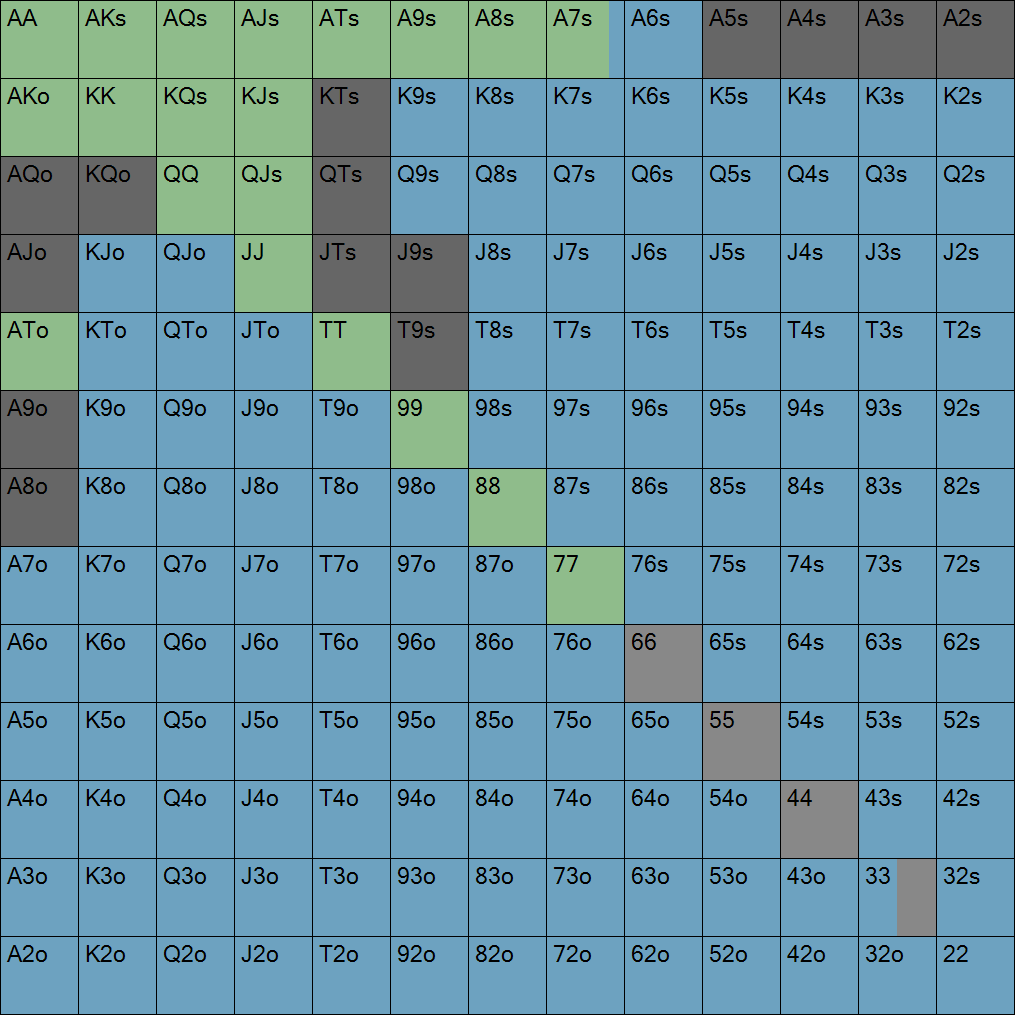 AA AKs AQs AJs ATs A9s A8s A7s A6s A5s A4s A3s A2s
AKo KK KQs KJs KTs K9s K8s K7s K6s K5s K4s K3s K2s
AQo KQo QQ QJs QTs Q9s Q8s Q7s Q6s Q5s Q4s Q3s Q2s
AJo KJo QJo JJ JTs J9s J8s J7s J6s J5s J4s J3s J2s
ATo KTo QTo JTo TT T9s T8s T7s T6s T5s T4s T3s T2s
A9o K9o Q9o J9o T9o 99 98s 97s 96s 95s 94s 93s 92s
A8o K8o Q8o J8o T8o 98o 88 87s 86s 85s 84s 83s 82s
A7o K7o Q7o J7o T7o 97o 87o 77 76s 75s 74s 73s 72s
A6o K6o Q6o J6o T6o 96o 86o 76o 66 65s 64s 63s 62s
A5o K5o Q5o J5o T5o 95o 85o 75o 65o 55 54s 53s 52s
A4o K4o Q4o J4o T4o 94o 84o 74o 64o 54o 44 43s 42s
A3o K3o Q3o J3o T3o 93o 83o 73o 63o 53o 43o 33 32s
A2o K2o Q2o J2o T2o 92o 82o 72o 62o 52o 42o 32o 22